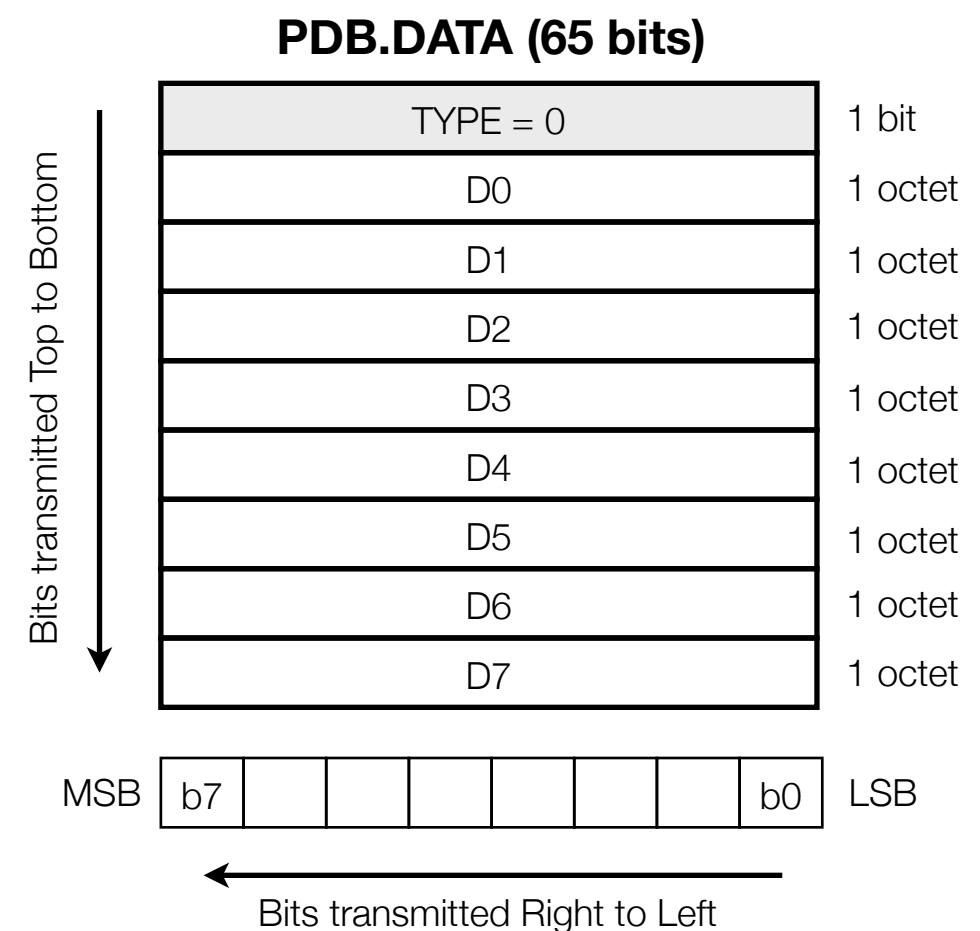 PDB.DATA (65 bits)
Bits transmitted Top to Bottom
TYPE = 0 1 bit
D0 1 octet
D1 1 octet
D2 1 octet
D3 1 octet
D4 1 octet
D5 1 octet
D6 1 octet
D7 1 octet
MSB b7 b0 LSB
Bits transmitted Right to Left